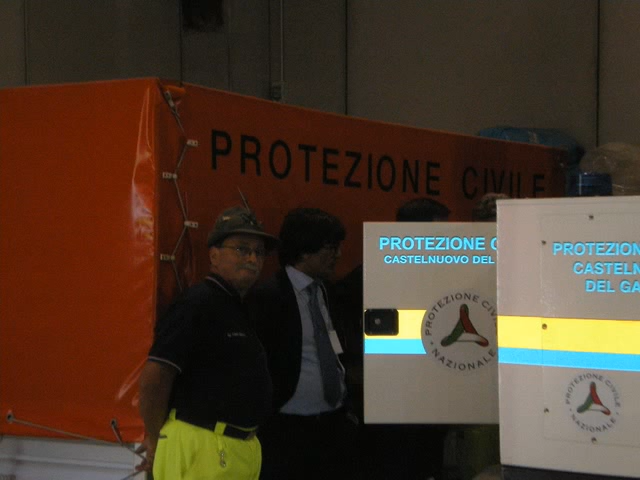 PROTEZIONE CIVILE
PROTEZIONE C
CASTELNUOVO DEL
PROTEZIONE CIVILE
NAZIONALE
PROTEZION
CASTELN
DEL GA
PROTEZIONE CIVILE
NAZIONALE